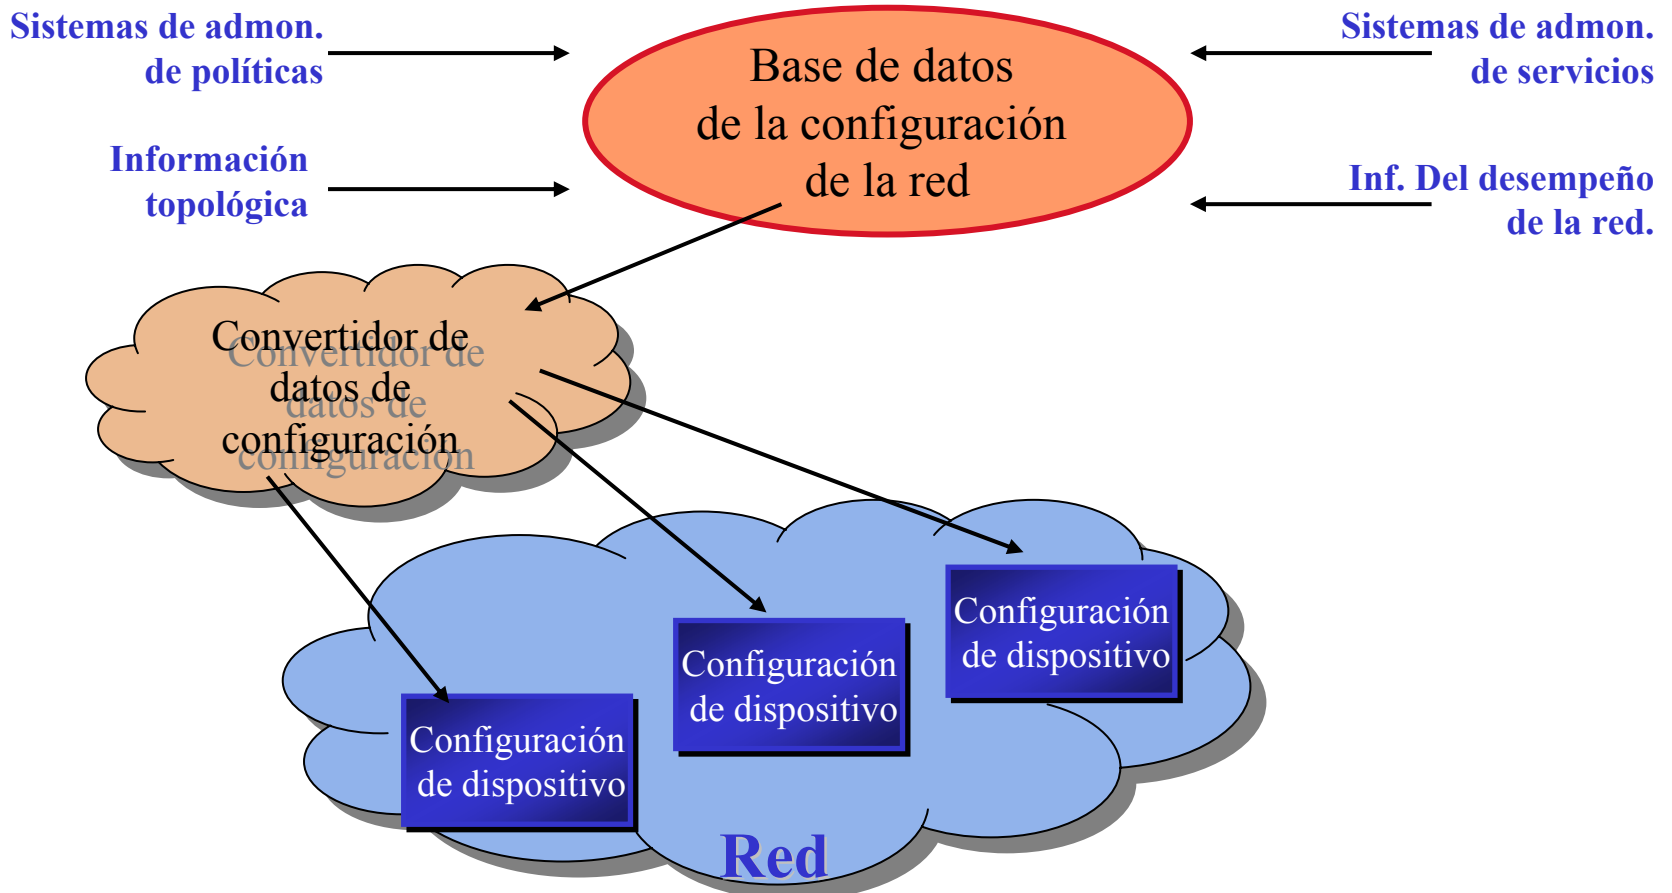 Sistemas de admon.
de políticas
Base de datos
de la configuración
de la red
Sistemas de admon.
de servicios
Información
topológica
Inf. Del desempeño
de la red.
Convertidor de
datos de
configuración
Configuración
de dispositivo
Configuración
de dispositivo
Configuración
de dispositivo
Red